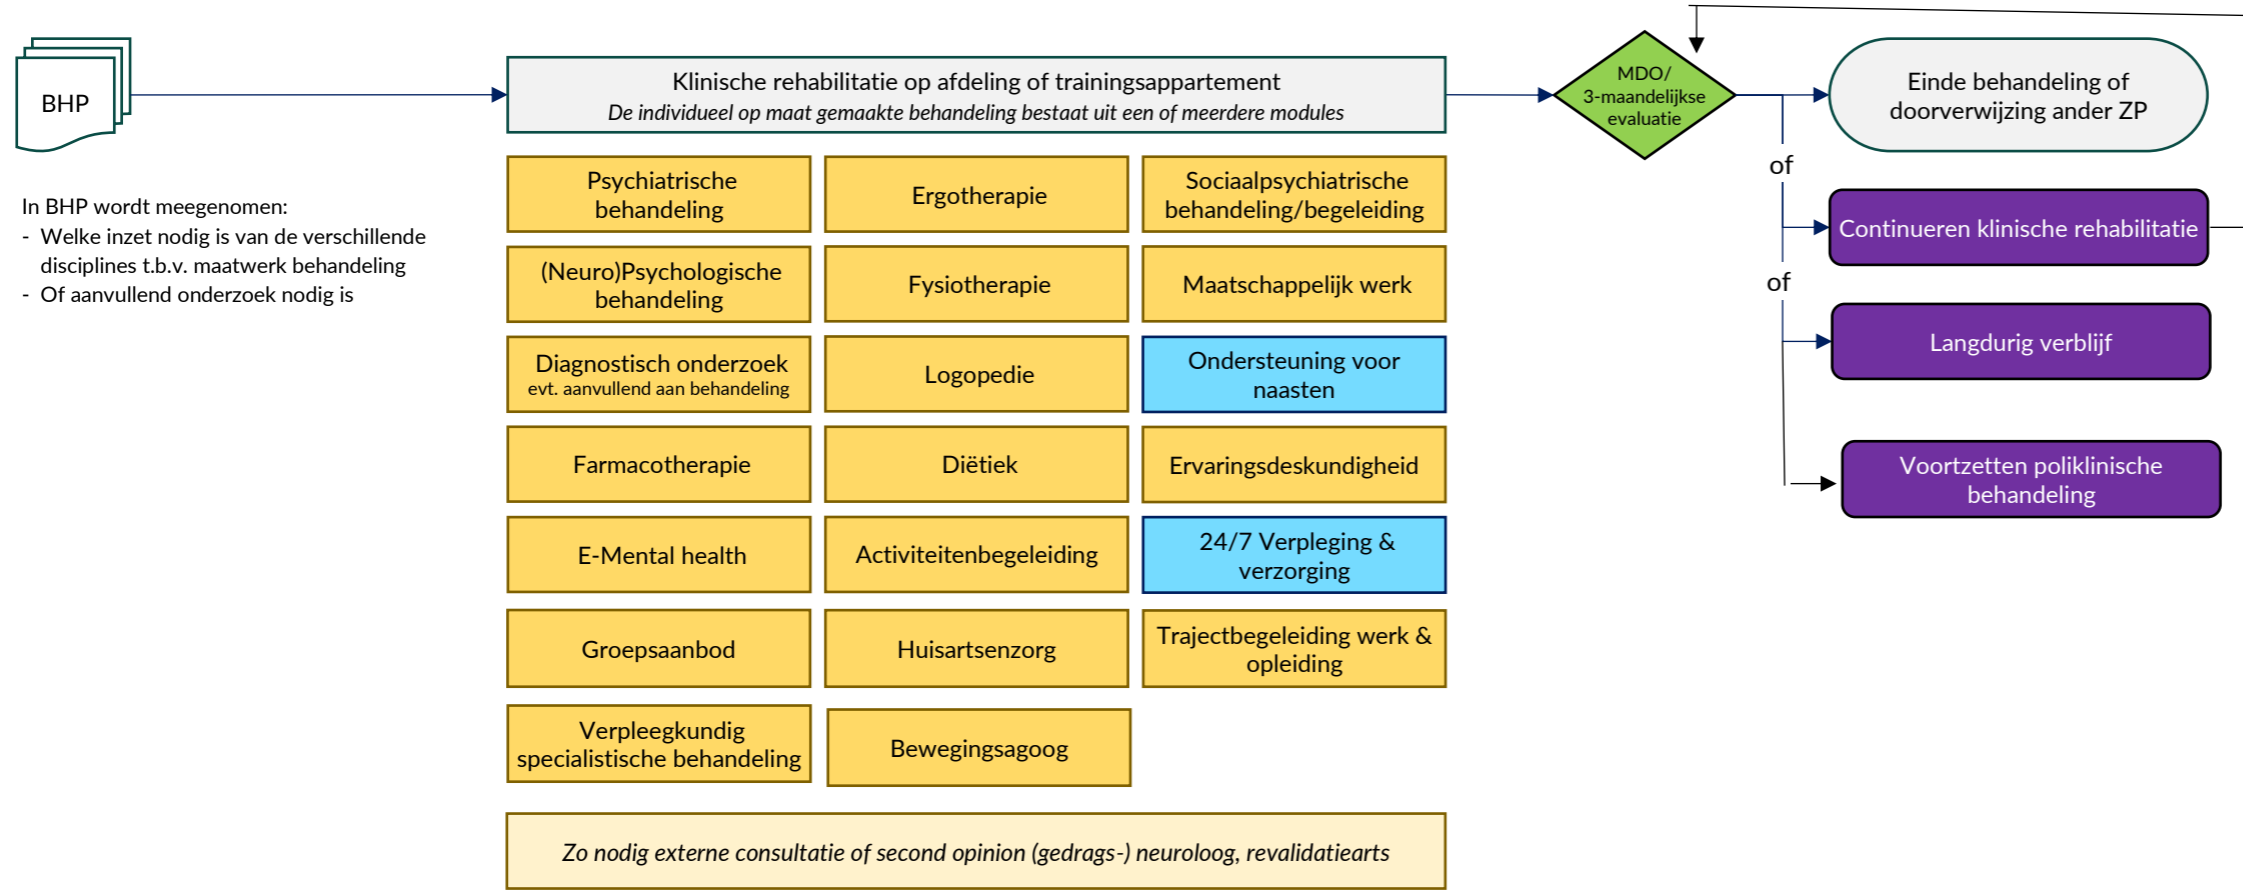 BHP
In BHP wordt meegenomen:
- Welke inzet nodig is van de verschillende
disciplines t.b.v. maatwerk behandeling
- Of aanvullend onderzoek nodig is
Klinische rehabilitatie op afdeling of trainingsappartement
De individueel op maat gemaakte behandeling bestaat uit een of meerdere modules
Psychiatrische
behandeling
Ergotherapie
Sociaalpsychiatrische
behandeling/begeleiding
(Neuro)Psychologische
behandeling
Fysiotherapie
Maatschappelijk werk
Diagnostisch onderzoek
evt. aanvullend aan behandeling
Logopedie
Ondersteuning voor
naasten
Farmacotherapie
Diëtiek
Ervaringsdeskundigheid
E-Mental health
Activiteitenbegeleiding
24/7 Verpleging &
verzorging
Groepsaanbod
Huisartsenzorg
Trajectbegeleiding werk &
opleiding
Verpleegkundig
specialistische behandeling
Bewegingsagoog
Zo nodig externe consultatie of second opinion (gedrags-) neuroloog, revalidatiearts
MDO/
3-maandelijkse
evaluatie
Einde behandeling of
doorverwijzing ander ZP
of
Continueren klinische rehabilitatie
of
Langdurig verblijf
Voortzetten poliklinische
behandeling